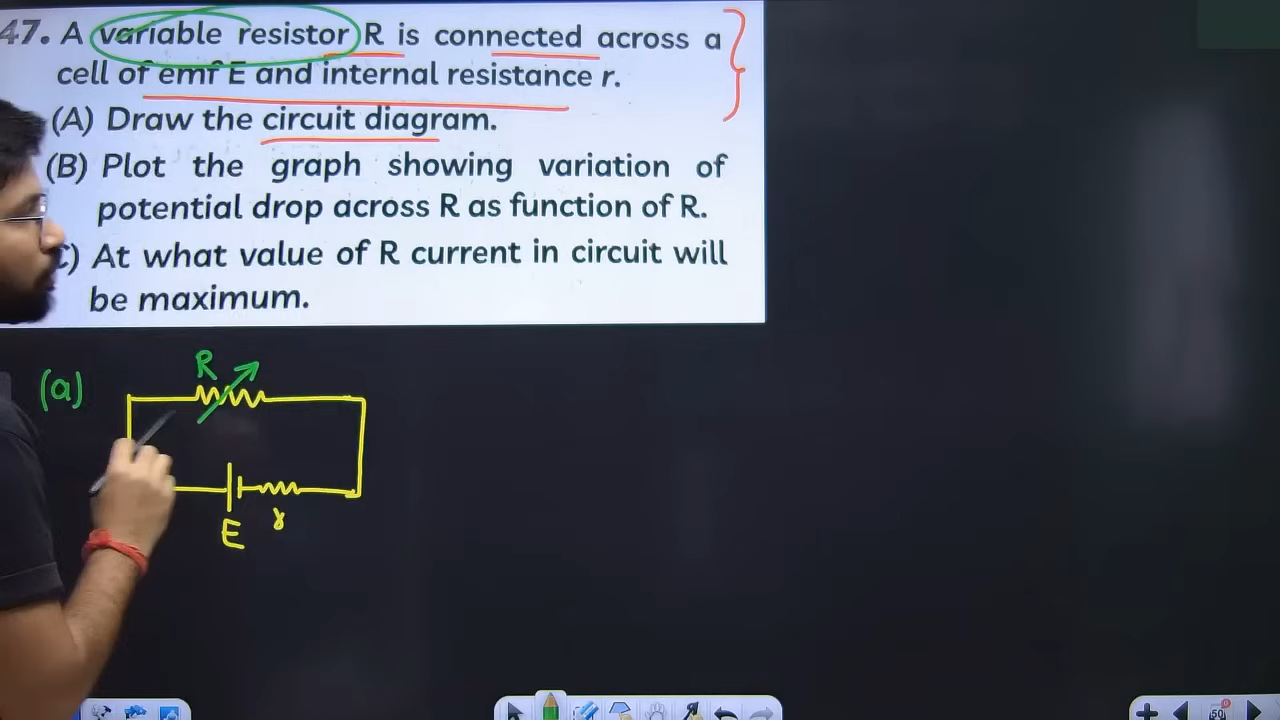 47. A variable resistor R is connected across a
cell of emf E and internal resistance r.
(A) Draw the circuit diagram.
(B) Plot the graph showing variation of
potential drop across R as function of R.
C) At what value of R current in circuit will
be maximum.
(a)
R
E
r
50